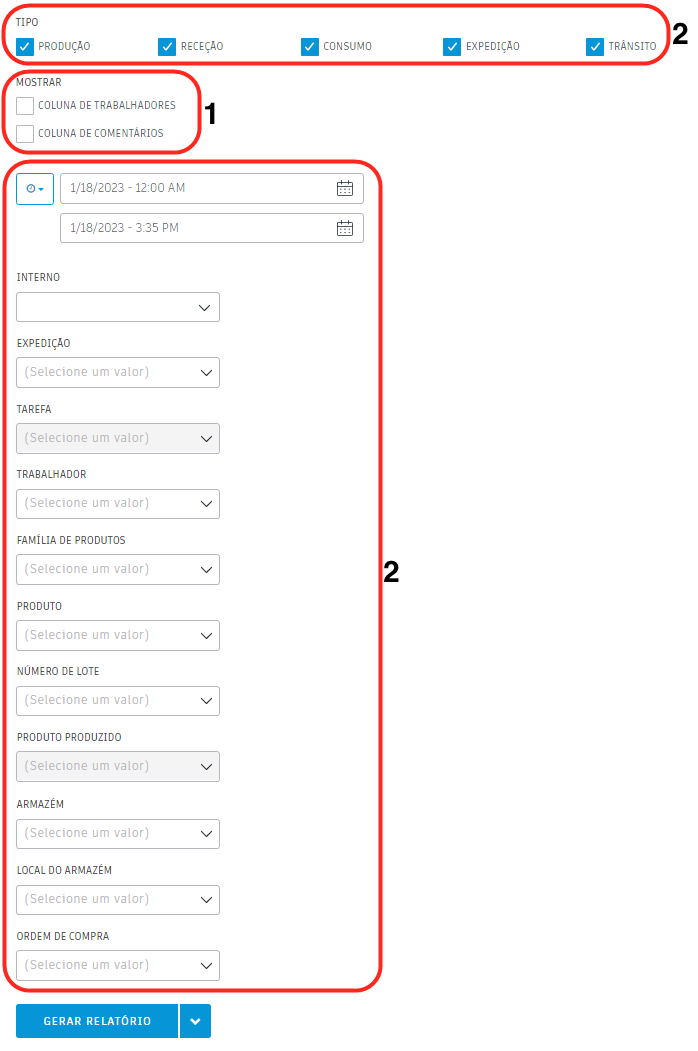 TIPO
PRODUÇÃO RECEÇÃO CONSUMO EXPEDIÇÃO TRÂNSITO 2
MOSTRAR
COLUNA DE TRABALHADORES 1
COLUNA DE COMENTÁRIOS
1/18/2023 - 12:00 AM
1/18/2023 - 3:35 PM
INTERNO
EXPEDIÇÃO
(Selecione um valor)
TAREFA
(Selecione um valor)
TRABALHADOR
(Selecione um valor)
FAMÍLIA DE PRODUTOS
(Selecione um valor) 2
PRODUTO
(Selecione um valor)
NÚMERO DE LOTE
(Selecione um valor)
PRODUTO PRODUZIDO
(Selecione um valor)
ARMAZÉM
(Selecione um valor)
LOCAL DO ARMAZÉM
(Selecione um valor)
ORDEM DE COMPRA
(Selecione um valor)
GERAR RELATÓRIO